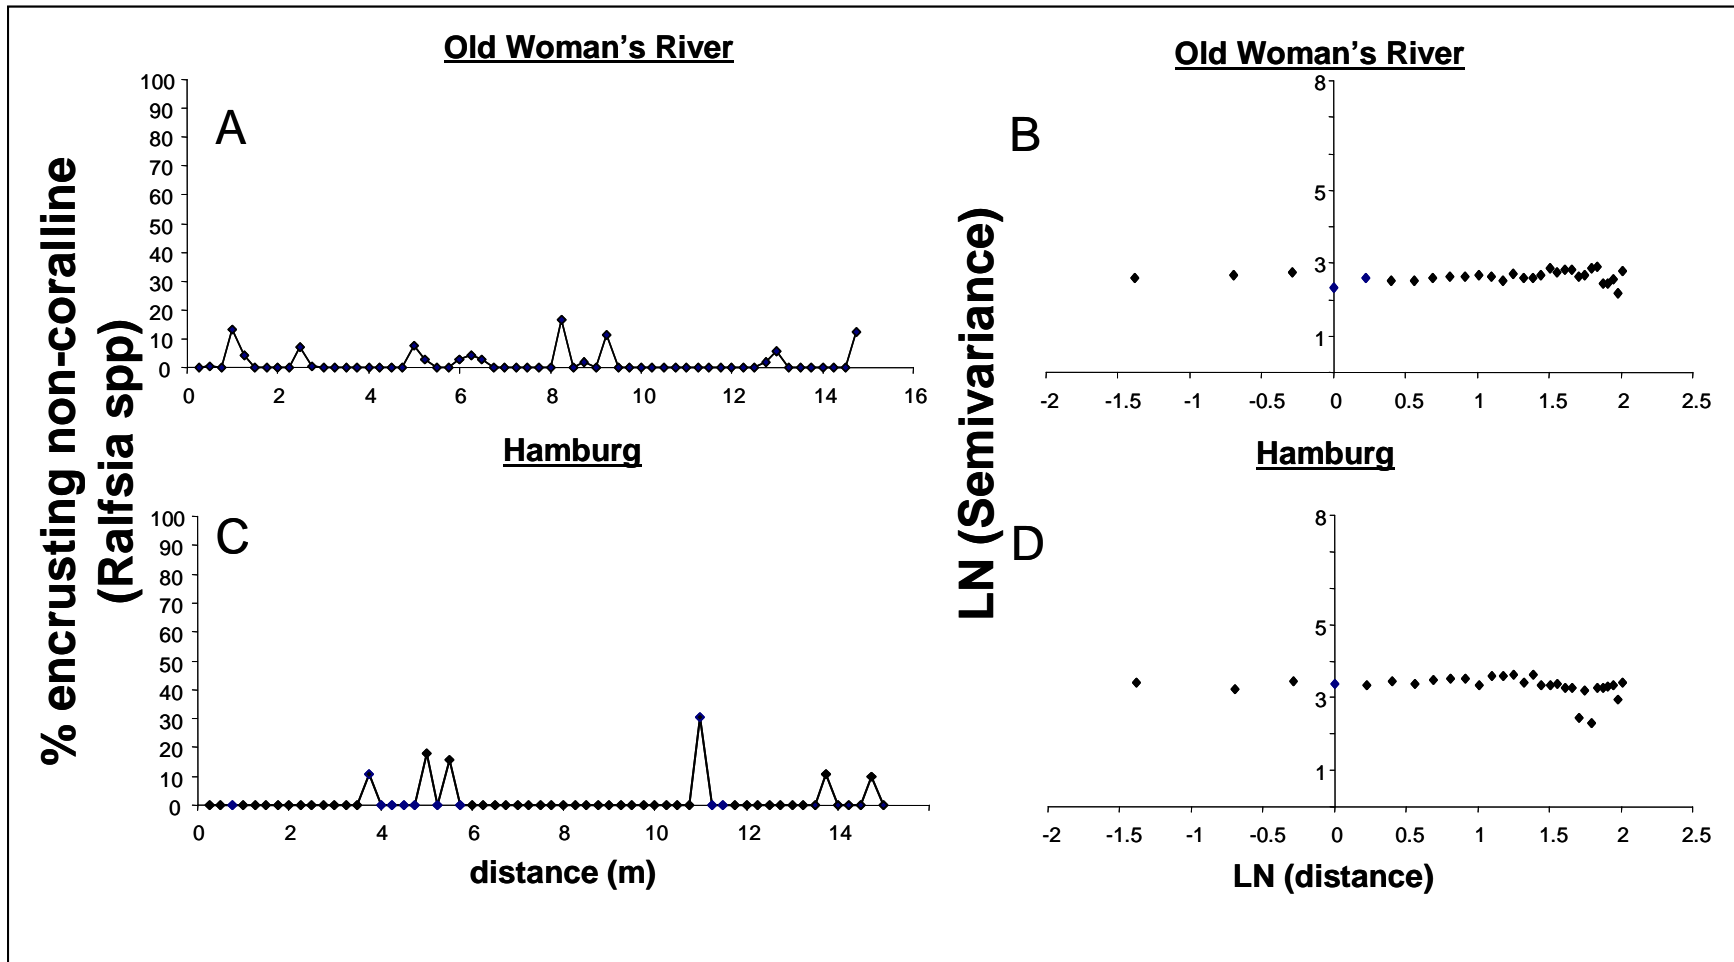 % encrusting non-coralline
(Ralfsia spp)
Old Woman's River
A
100
90
80
70
60
50
40
30
20
10
0
0 2 4 6 8 10 12 14 16
Hamburg
C
100
90
80
70
60
50
40
30
20
10
0
0 2 4 6 8 10 12 14
distance (m)
LN (Semivariance)
Old Woman's River
B
8
5
3
1
-2 -1.5 -1 -0.5 0 0.5 1 1.5 2 2.5
Hamburg
D
8
5
3
1
-2 -1.5 -1 -0.5 0 0.5 1 1.5 2 2.5
LN (distance)